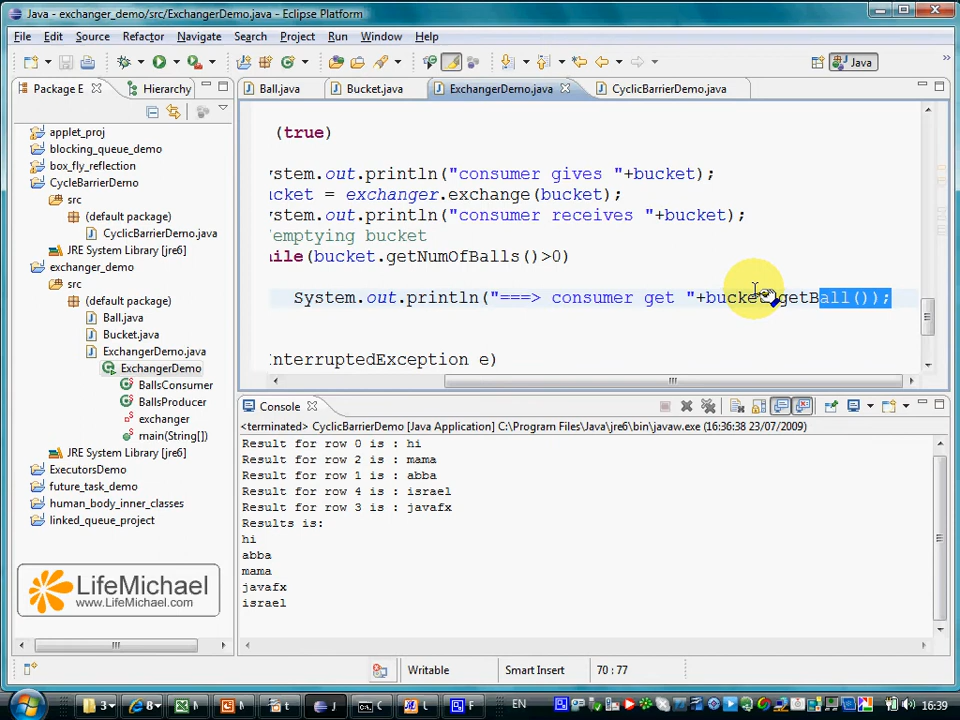 Java - exchanger_demo/src/ExchangerDemo.java - Eclipse Platform
File Edit Source Refactor Navigate Search Project Run Window Help
Java
Package E Hierarchy
Ball.java Bucket.java ExchangerDemo.java CyclicBarrierDemo.java
applet_proj
blocking_queue_demo
box_fly_reflection
CycleBarrierDemo
src
(default package)
CyclicBarrierDemo.java
JRE System Library [jre6]
exchanger_demo
src
(default package)
Ball.java
Bucket.java
ExchangerDemo.java
ExchangerDemo
BallsConsumer
BallsProducer
exchanger
main(String[])
JRE System Library [jre6]
ExecutorsDemo
future_task_demo
human_body_inner_classes
linked_queue_project
LifeMichael
www.LifeMichael.com
(true)
ystem.out.println("consumer gives "+bucket);
ucket = exchanger.exchange(bucket);
ystem.out.println("consumer receives "+bucket);
emptying bucket
hile(bucket.getNumOfBalls()>0)
System.out.println("===> consumer get "+bucket.getBall());
InterruptedException e)
Console
<terminated> CyclicBarrierDemo [Java Application] C:\Program Files\Java\jre6\bin\javaw.exe (16:36:38 23/07/2009)
Result for row 0 is : hi
Result for row 2 is : mama
Result for row 1 is : abba
Result for row 4 is : israel
Result for row 3 is : javafx
Results is:
hi
abba
mama
javafx
israel
Writable Smart Insert 70 : 77
3 8 EN 16:39